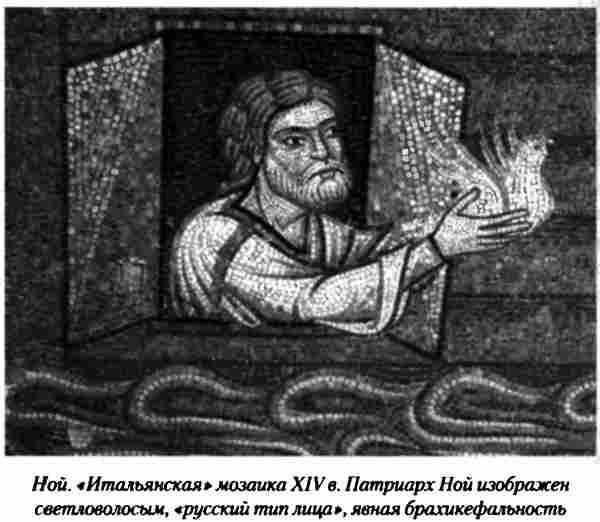 Ной. «Итальянская» мозаика XIV в. Патриарх Ной изображен
светловолосым, «русский тип лица», явная брахикефальность